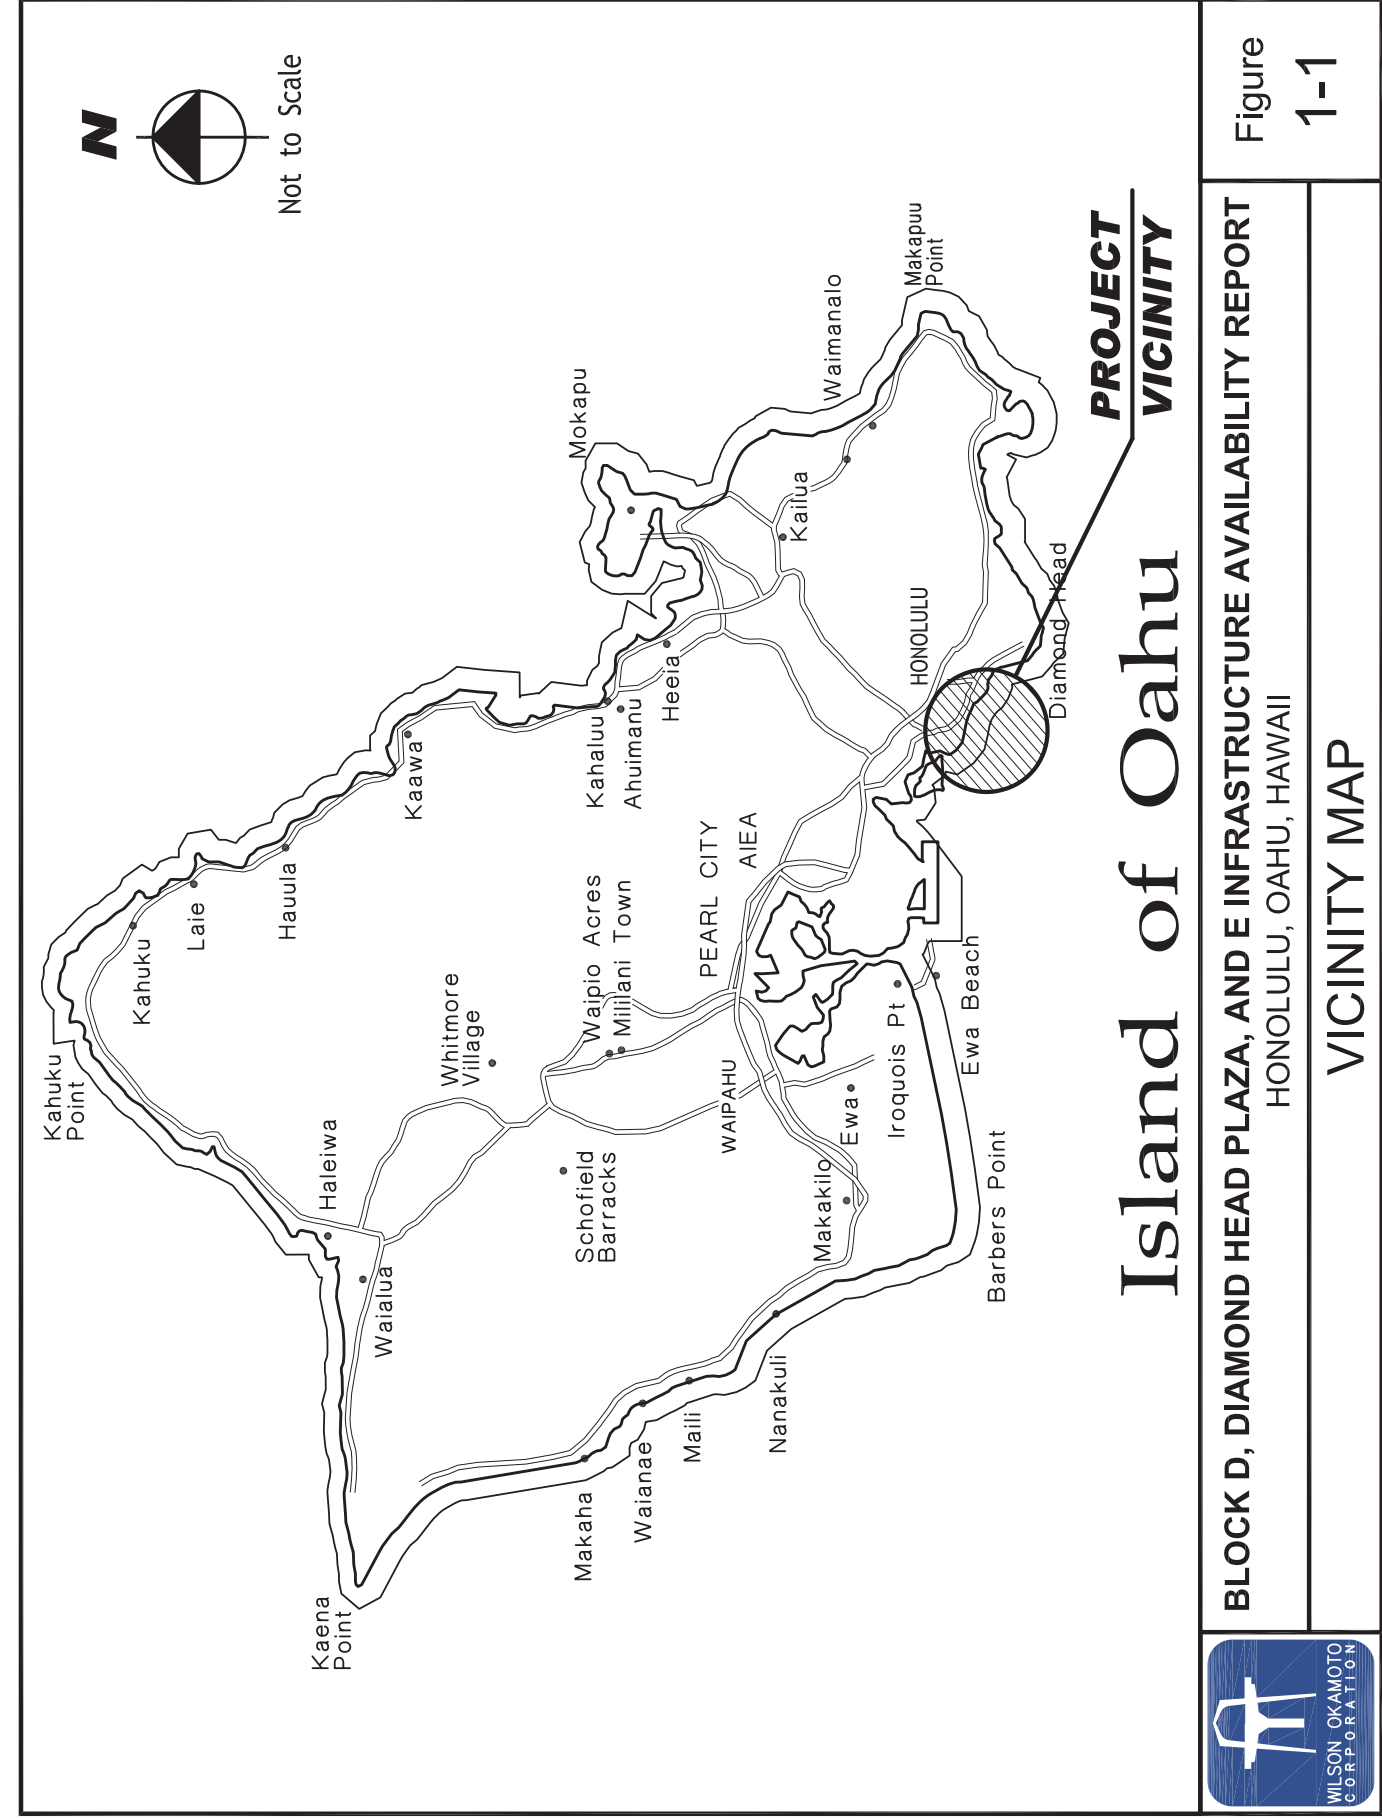 N
Not to Scale
Kahuku
Point
Kahuku
Laie
Hauula
Kaawa
Kahaluu
Ahuimanu
Heeia
Mokapu
Kailua
Waimanalo
Makapuu
Point
HONOLULU
Diamond Head
PROJECT
VICINITY
Haleiwa
Waialua
Kaena
Point
Whitmore
Village
Schofield
Barracks
Waipio Acres
Mililani Town
PEARL CITY
AIEA
WAIPAHU
Ewa
Iroquois Pt
Ewa Beach
Barbers Point
Makakilo
Nanakuli
Maili
Waianae
Makaha
Island of Oahu
WILSON OKAMOTO
CORPORATION
BLOCK D, DIAMOND HEAD PLAZA, AND E INFRASTRUCTURE AVAILABILITY REPORT
HONOLULU, OAHU, HAWAII
VICINITY MAP
Figure
1-1